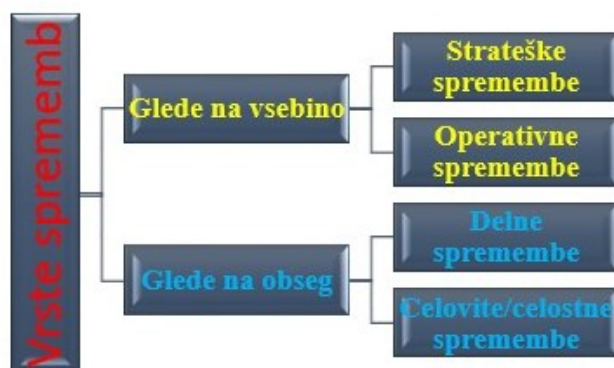 Vrste sprememb
Glede na vsebino
Strateške
spremembe
Operativne
spremembe
Glede na obseg
Delne
spremembe
Celovite/celostne
spremembe